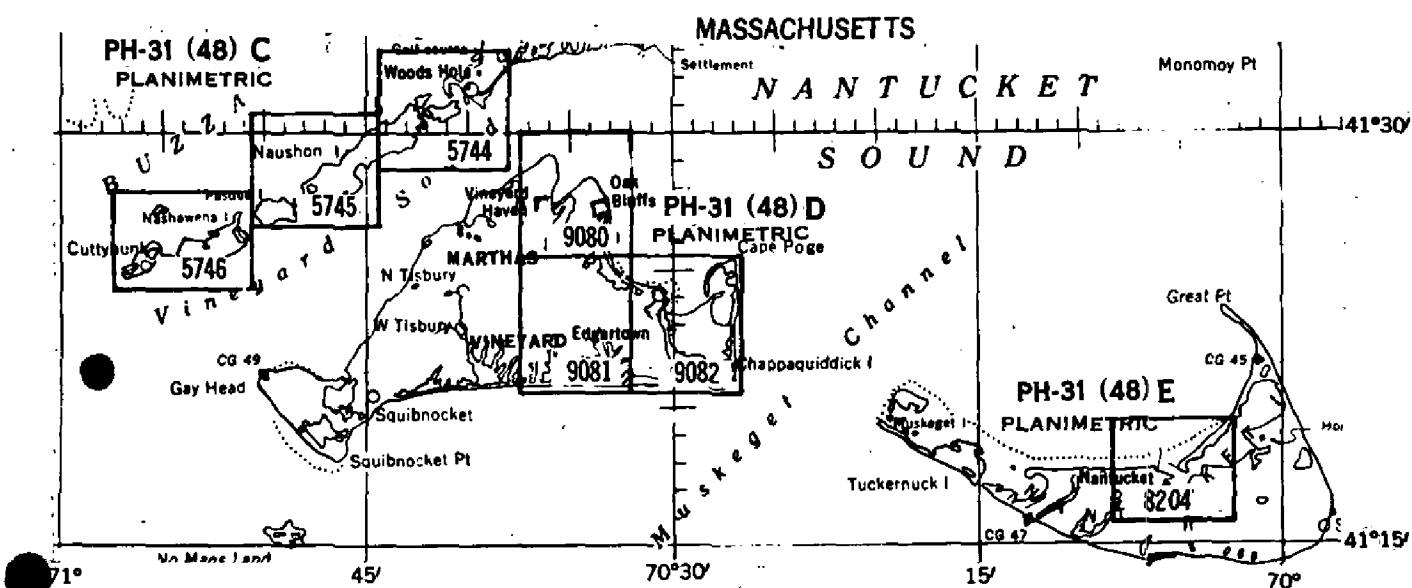 MASSACHUSETTS
PH-31 (48) C
PLANIMETRIC
Golf course
Woods Hole
Settlement
Monomoy Pt
NANTUCKET
SOUND
41°30'
BUZZ
Naushon I
5744
5745
Vineyard Sound
Nashawena I
Cuttyhunk
5746
Vineyard
Haven
Oak
Bluffs
PH-31 (48) D
PLANIMETRIC
9080
Cape Poge
MARTHAS
N Tisbury
W Tisbury
VINEYARD
Edgartown
9081
9082
Chappaquiddick I
Muskeget Channel
Great Pt
CG 45
CG 49
Gay Head
Squibnocket
Squibnocket Pt
PH-31 (48) E
PLANIMETRIC
Muskeget I
Tuckernuck I
Nantucket
8204
CG 47
No Mans Land
41°15'
71°
45'
70°30'
15'
70°